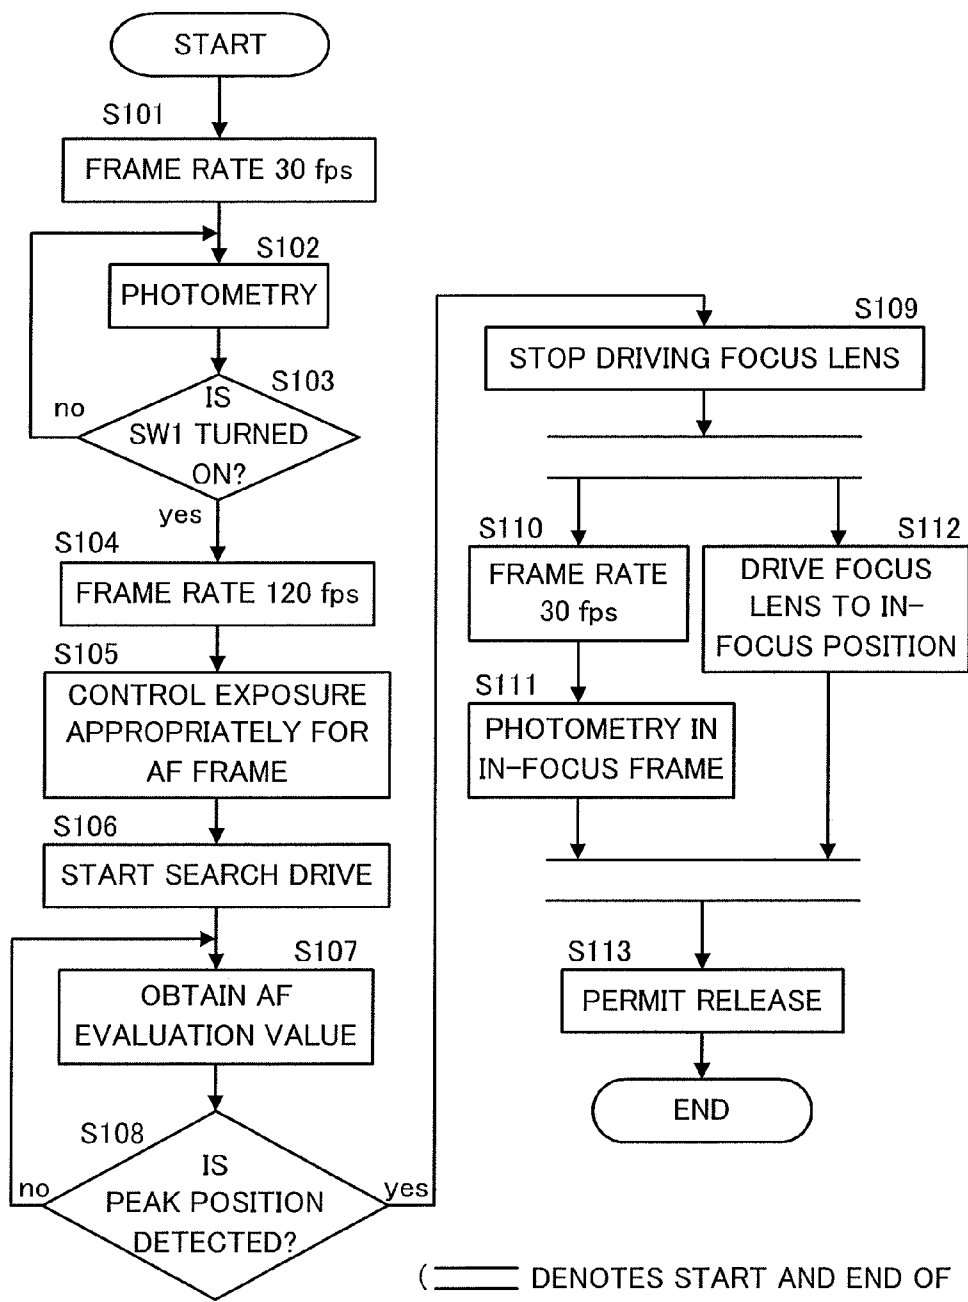 START
S101
FRAME RATE 30 fps
S102
PHOTOMETRY
S103
IS
SW1 TURNED
ON?
no
yes
S104
FRAME RATE 120 fps
S105
CONTROL EXPOSURE
APPROPRIATELY FOR
AF FRAME
S106
START SEARCH DRIVE
S107
OBTAIN AF
EVALUATION VALUE
S108
IS
PEAK POSITION
DETECTED?
no
yes
S109
STOP DRIVING FOCUS LENS
S110
FRAME RATE
30 fps
S111
PHOTOMETRY IN
IN-FOCUS FRAME
S112
DRIVE FOCUS
LENS TO IN-
FOCUS POSITION
S113
PERMIT RELEASE
END
( DENOTES START AND END OF